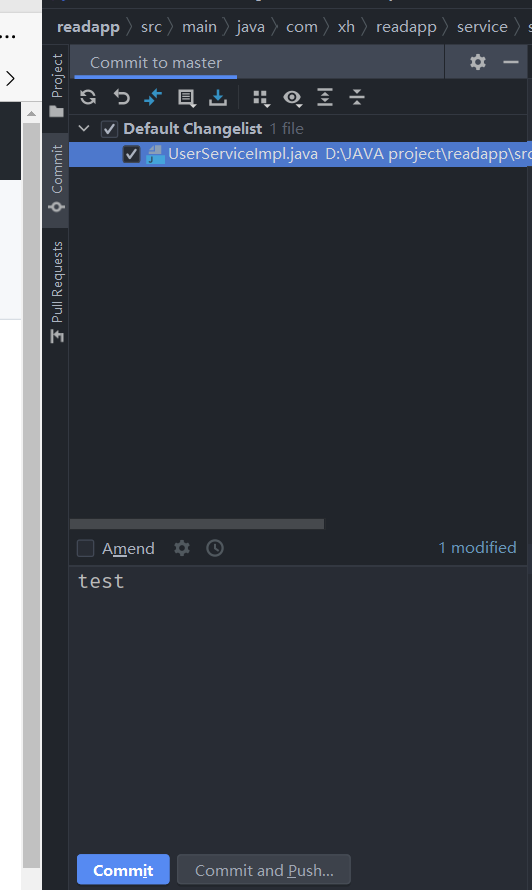 readapp > src > main > java > com > xh > readapp > service
Commit to master
Project
Commit
Pull Requests
Default Changelist 1 file
UserServiceImpl.java D:\JAVA project\readapp\src
Amend
1 modified
test
Commit
Commit and Push...